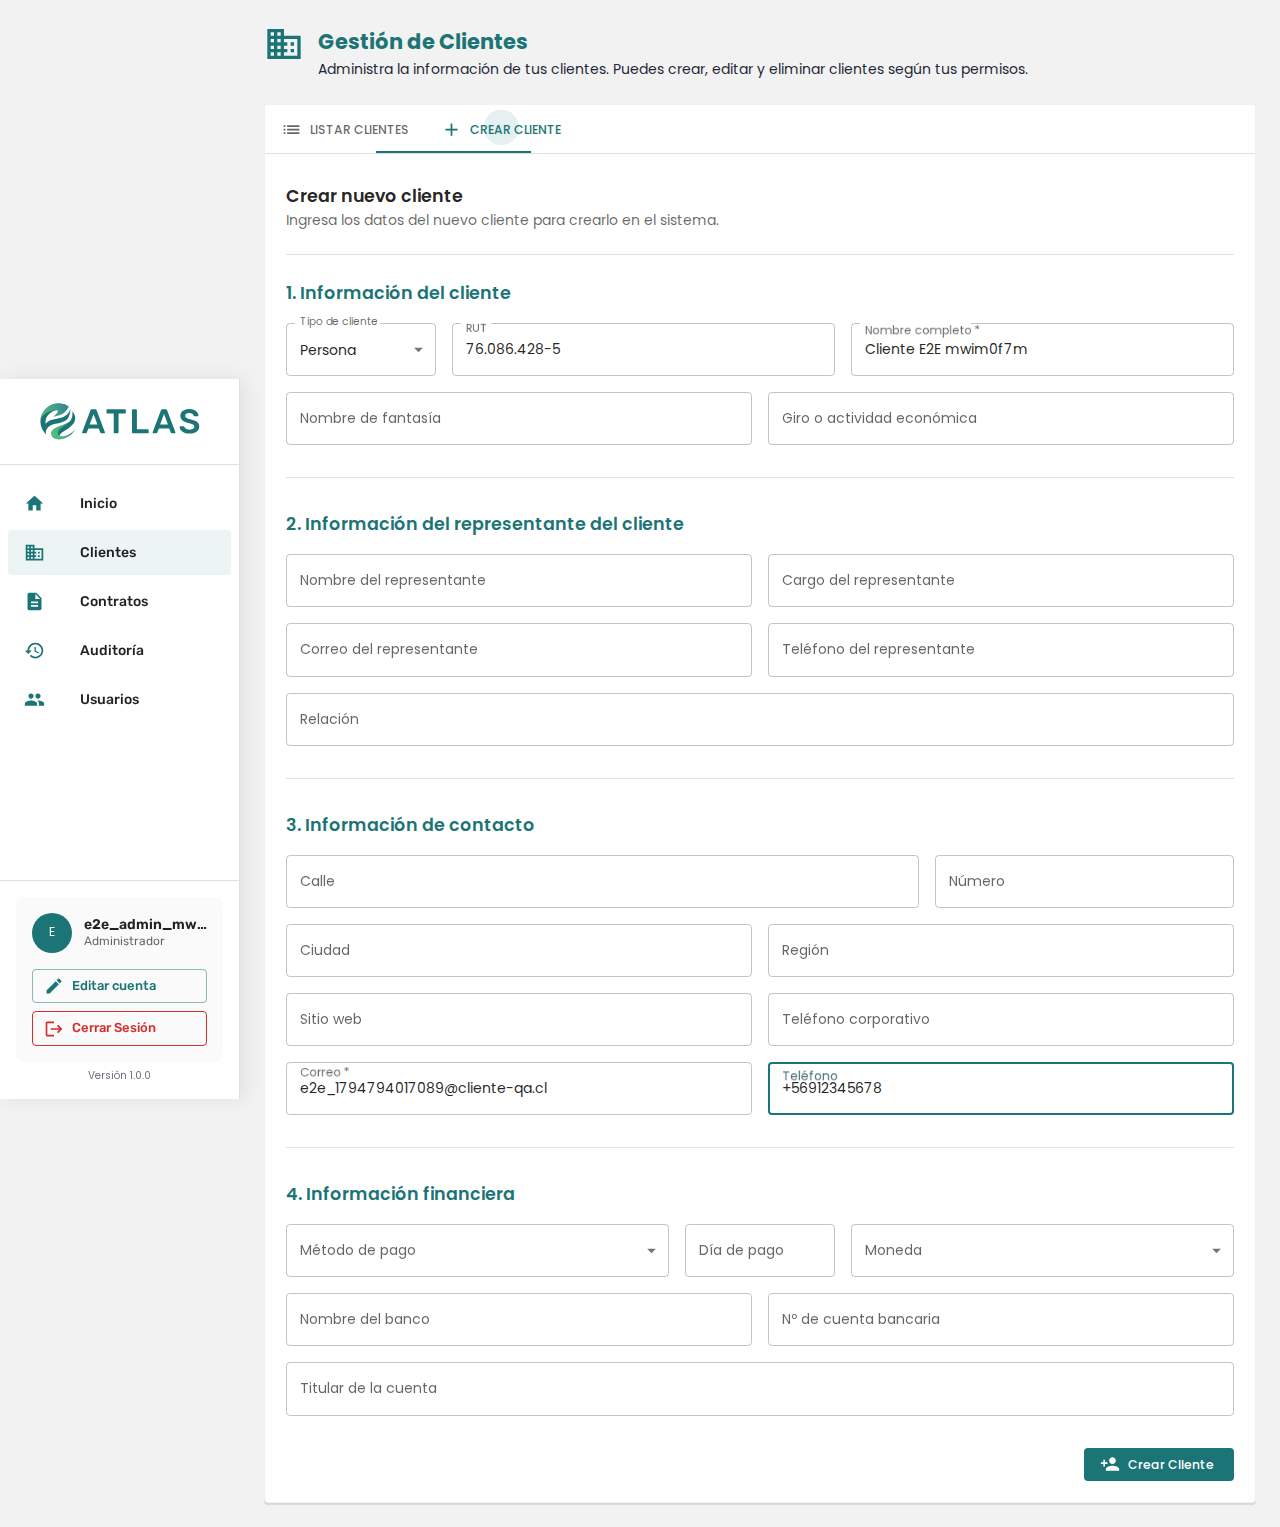 Gestión de Clientes
Administra la información de tus clientes. Puedes crear, editar y eliminar clientes según tus permisos.
LISTAR CLIENTES
CREAR CLIENTE
Crear nuevo cliente
Ingresa los datos del nuevo cliente para crearlo en el sistema.
1. Información del cliente
Tipo de cliente
Persona
RUT
76.086.428-5
Nombre completo *
Cliente E2E mwim0f7m
Nombre de fantasía
Giro o actividad económica
2. Información del representante del cliente
Nombre del representante
Cargo del representante
Correo del representante
Teléfono del representante
Relación
3. Información de contacto
Calle
Número
Ciudad
Región
Sitio web
Teléfono corporativo
Correo *
e2e_1794794017089@cliente-qa.cl
Teléfono
+56912345678
4. Información financiera
Método de pago
Día de pago
Moneda
Nombre del banco
Nº de cuenta bancaria
Titular de la cuenta
Crear Cliente
ATLAS
Inicio
Clientes
Contratos
Auditoría
Usuarios
E
e2e_admin_mw...
Administrador
Editar cuenta
Cerrar Sesión
Versión 1.0.0